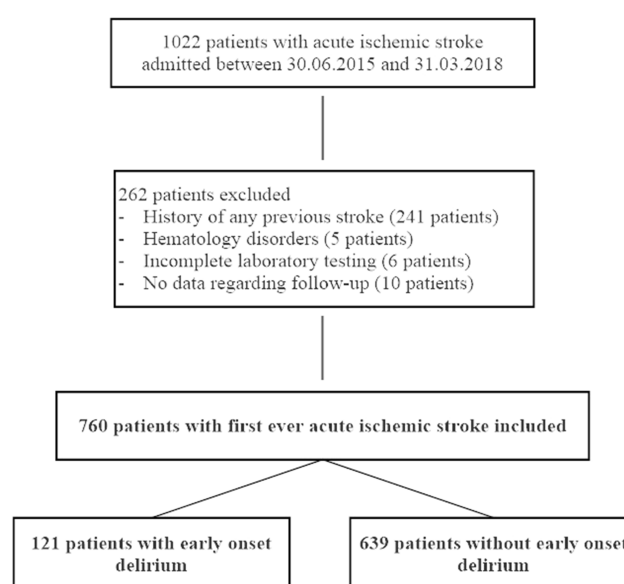 1022 patients with acute ischemic stroke
admitted between 30.06.2015 and 31.03.2018
262 patients excluded
- History of any previous stroke (241 patients)
- Hematology disorders (5 patients)
- Incomplete laboratory testing (6 patients)
- No data regarding follow-up (10 patients)
760 patients with first ever acute ischemic stroke included
121 patients with early onset
delirium
639 patients without early onset
delirium